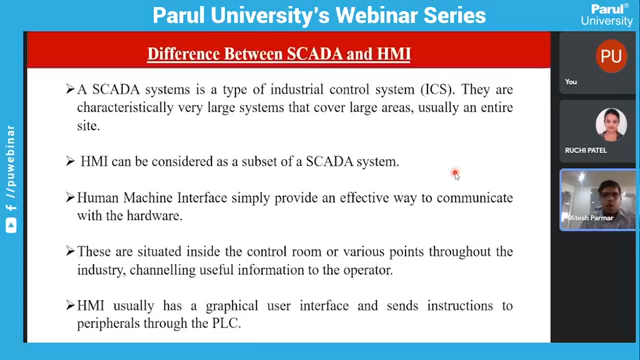 Parul University's Webinar Series
Parul®
University
Difference Between SCADA and HMI
A SCADA systems is a type of industrial control system (ICS). They are
characteristically very large systems that cover large areas, usually an entire
site.
HMI can be considered as a subset of a SCADA system.
Human Machine Interface simply provide an effective way to communicate
with the hardware.
These are situated inside the control room or various points throughout the
industry, channelling useful information to the operator.
HMI usually has a graphical user interface and sends instructions to
peripherals through the PLC.
PU
You
RUCHI PATEL
Mitesh Parmar
/puwebinar